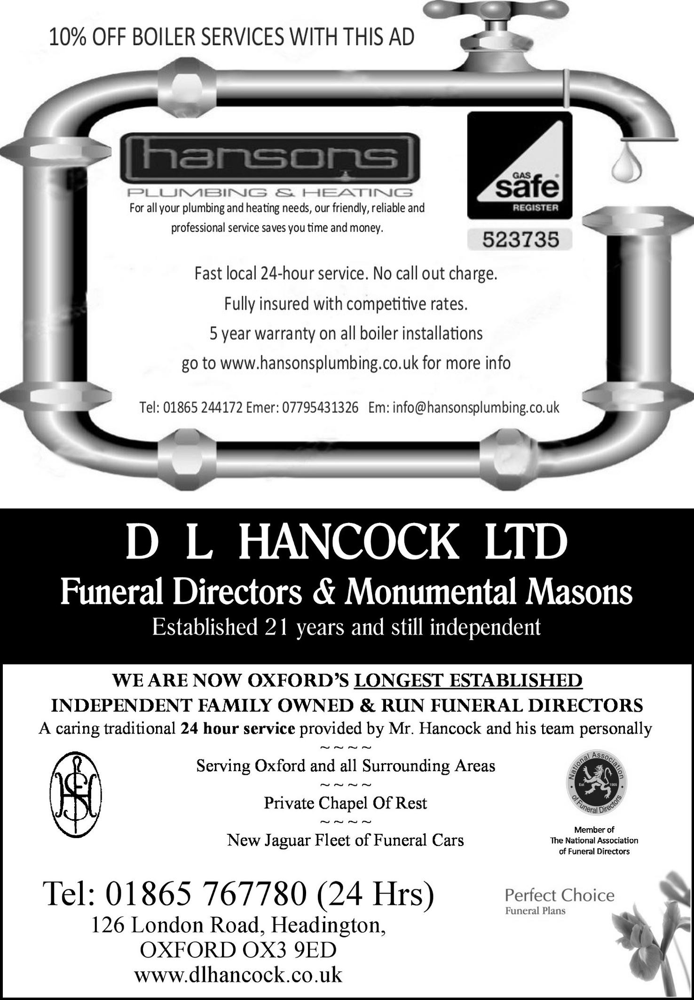 10% OFF BOILER SERVICES WITH THIS AD
hansons
PLUMBING & HEATING
For all your plumbing and heating needs, our friendly, reliable and
professional service saves you time and money.
GAS
safe
REGISTER
523735
Fast local 24-hour service. No call out charge.
Fully insured with competitive rates.
5 year warranty on all boiler installations
go to www.hansonsplumbing.co.uk for more info
Tel: 01865 244172 Emer: 07795431326 Em: info@hansonsplumbing.co.uk
D L HANCOCK LTD
Funeral Directors & Monumental Masons
Established 21 years and still independent
WE ARE NOW OXFORD'S LONGEST ESTABLISHED
INDEPENDENT FAMILY OWNED & RUN FUNERAL DIRECTORS
A caring traditional 24 hour service provided by Mr. Hancock and his team personally
~ ~ ~ ~
Serving Oxford and all Surrounding Areas
~ ~ ~ ~
Private Chapel Of Rest
~ ~ ~ ~
New Jaguar Fleet of Funeral Cars
National Association
Est 1905
of Funeral Directors
Member of
The National Association
of Funeral Directors
Tel: 01865 767780 (24 Hrs)
126 London Road, Headington,
OXFORD OX3 9ED
www.dlhancock.co.uk
Perfect Choice
Funeral Plans